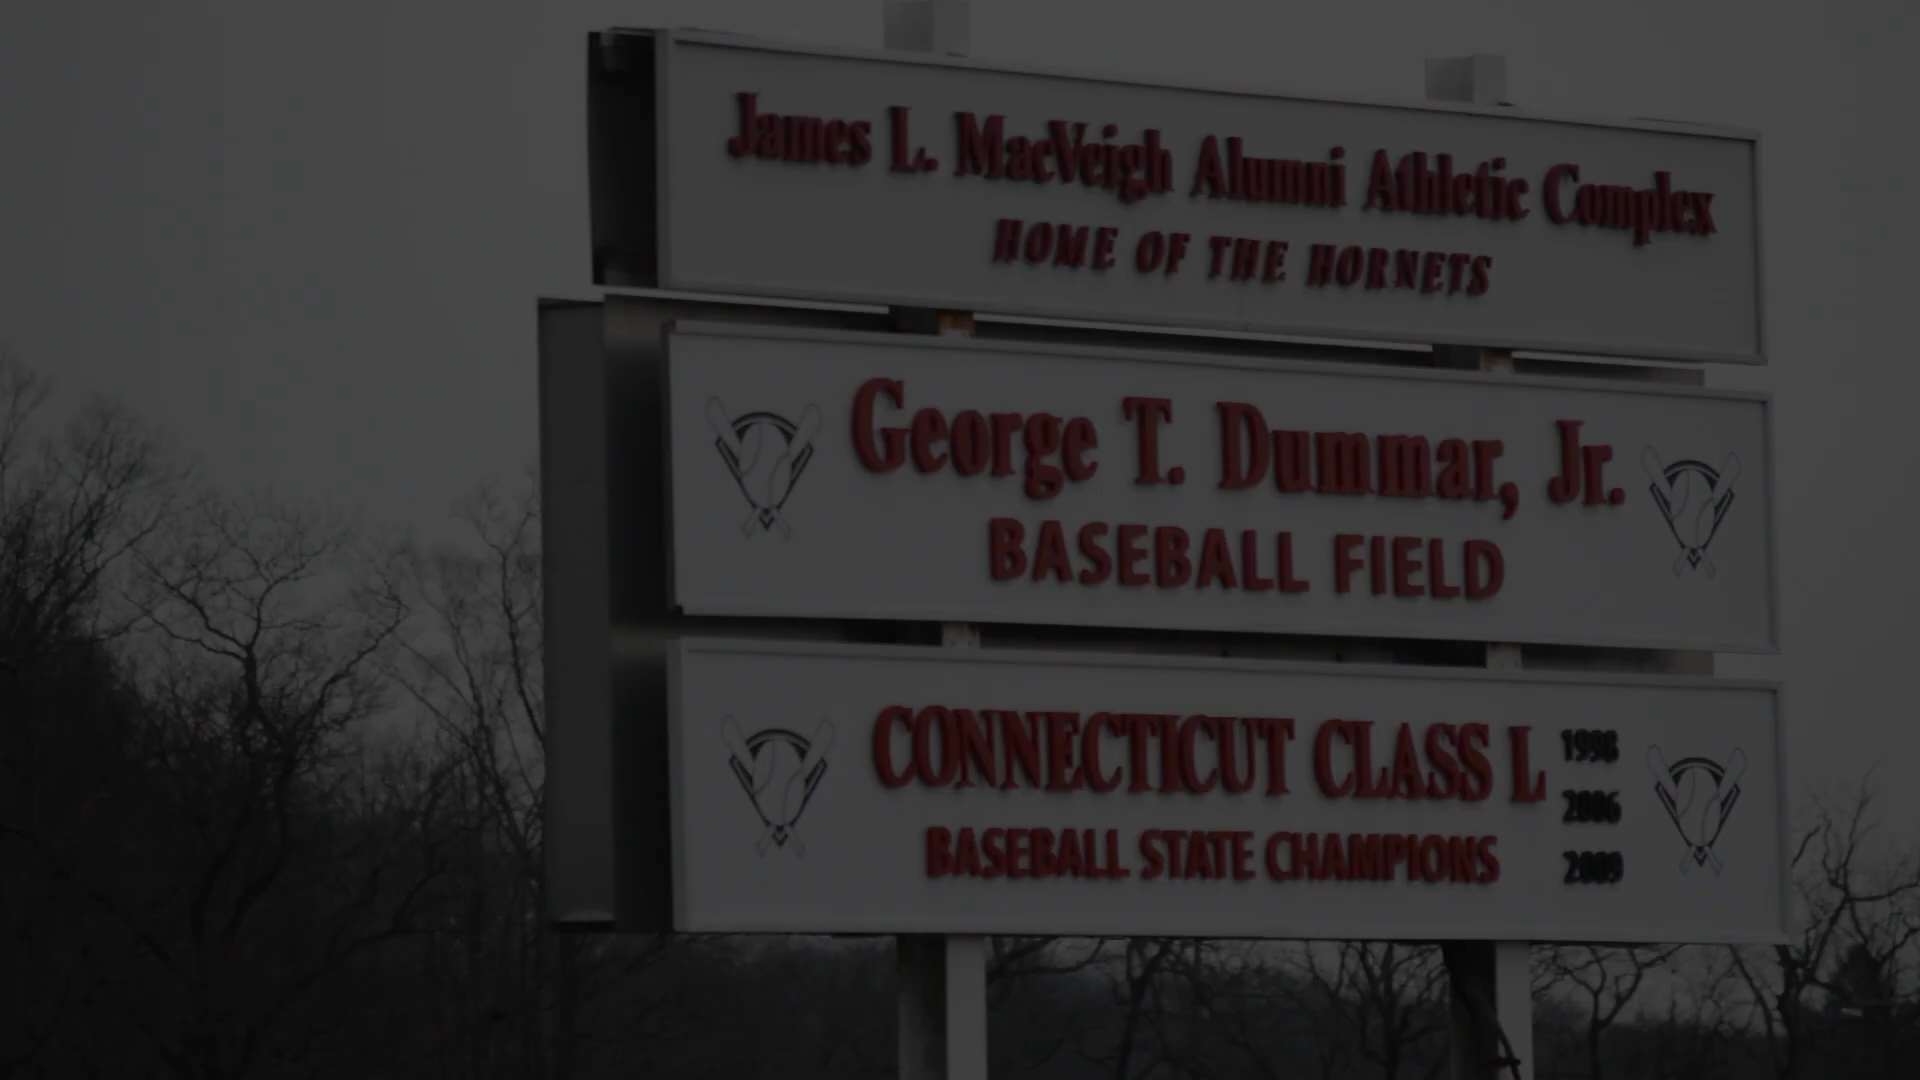 James L. MacVeigh Alumni Athletic Complex
HOME OF THE HORNETS
George T. Dummar, Jr.
BASEBALL FIELD
CONNECTICUT CLASS L
BASEBALL STATE CHAMPIONS
1998
2006
2009